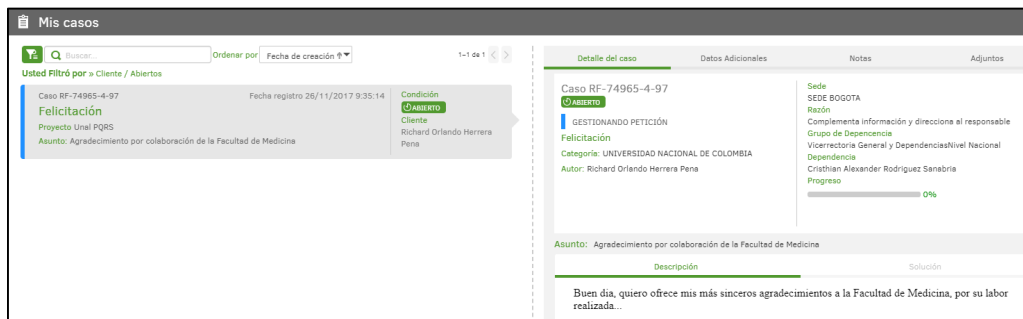 Mis casos
Buscar...
Ordenar por
Fecha de creación
1-1 de 1
Usted Filtró por » Cliente / Abiertos
Caso RF-74965-4-97
Fecha registro 26/11/2017 9:35:14
Felicitación
Proyecto Unal PQRS
Asunto: Agradecimiento por colaboración de la Facultad de Medicina
Condición
ABIERTO
Cliente
Richard Orlando Herrera
Pena
Detalle del caso
Datos Adicionales
Notas
Adjuntos
Caso RF-74965-4-97
ABIERTO
GESTIONANDO PETICIÓN
Felicitación
Categoría: UNIVERSIDAD NACIONAL DE COLOMBIA
Autor: Richard Orlando Herrera Pena
Sede
SEDE BOGOTA
Razón
Complementa información y direcciona al responsable
Grupo de Depencencia
Vicerrectoria General y DependenciasNivel Nacional
Dependencia
Cristhian Alexander Rodriguez Sanabria
Progreso
0%
Asunto: Agradecimiento por colaboración de la Facultad de Medicina
Descripción
Solución
Buen dia, quiero ofrece mis más sinceros agradecimientos a la Facultad de Medicina, por su labor
realizada...